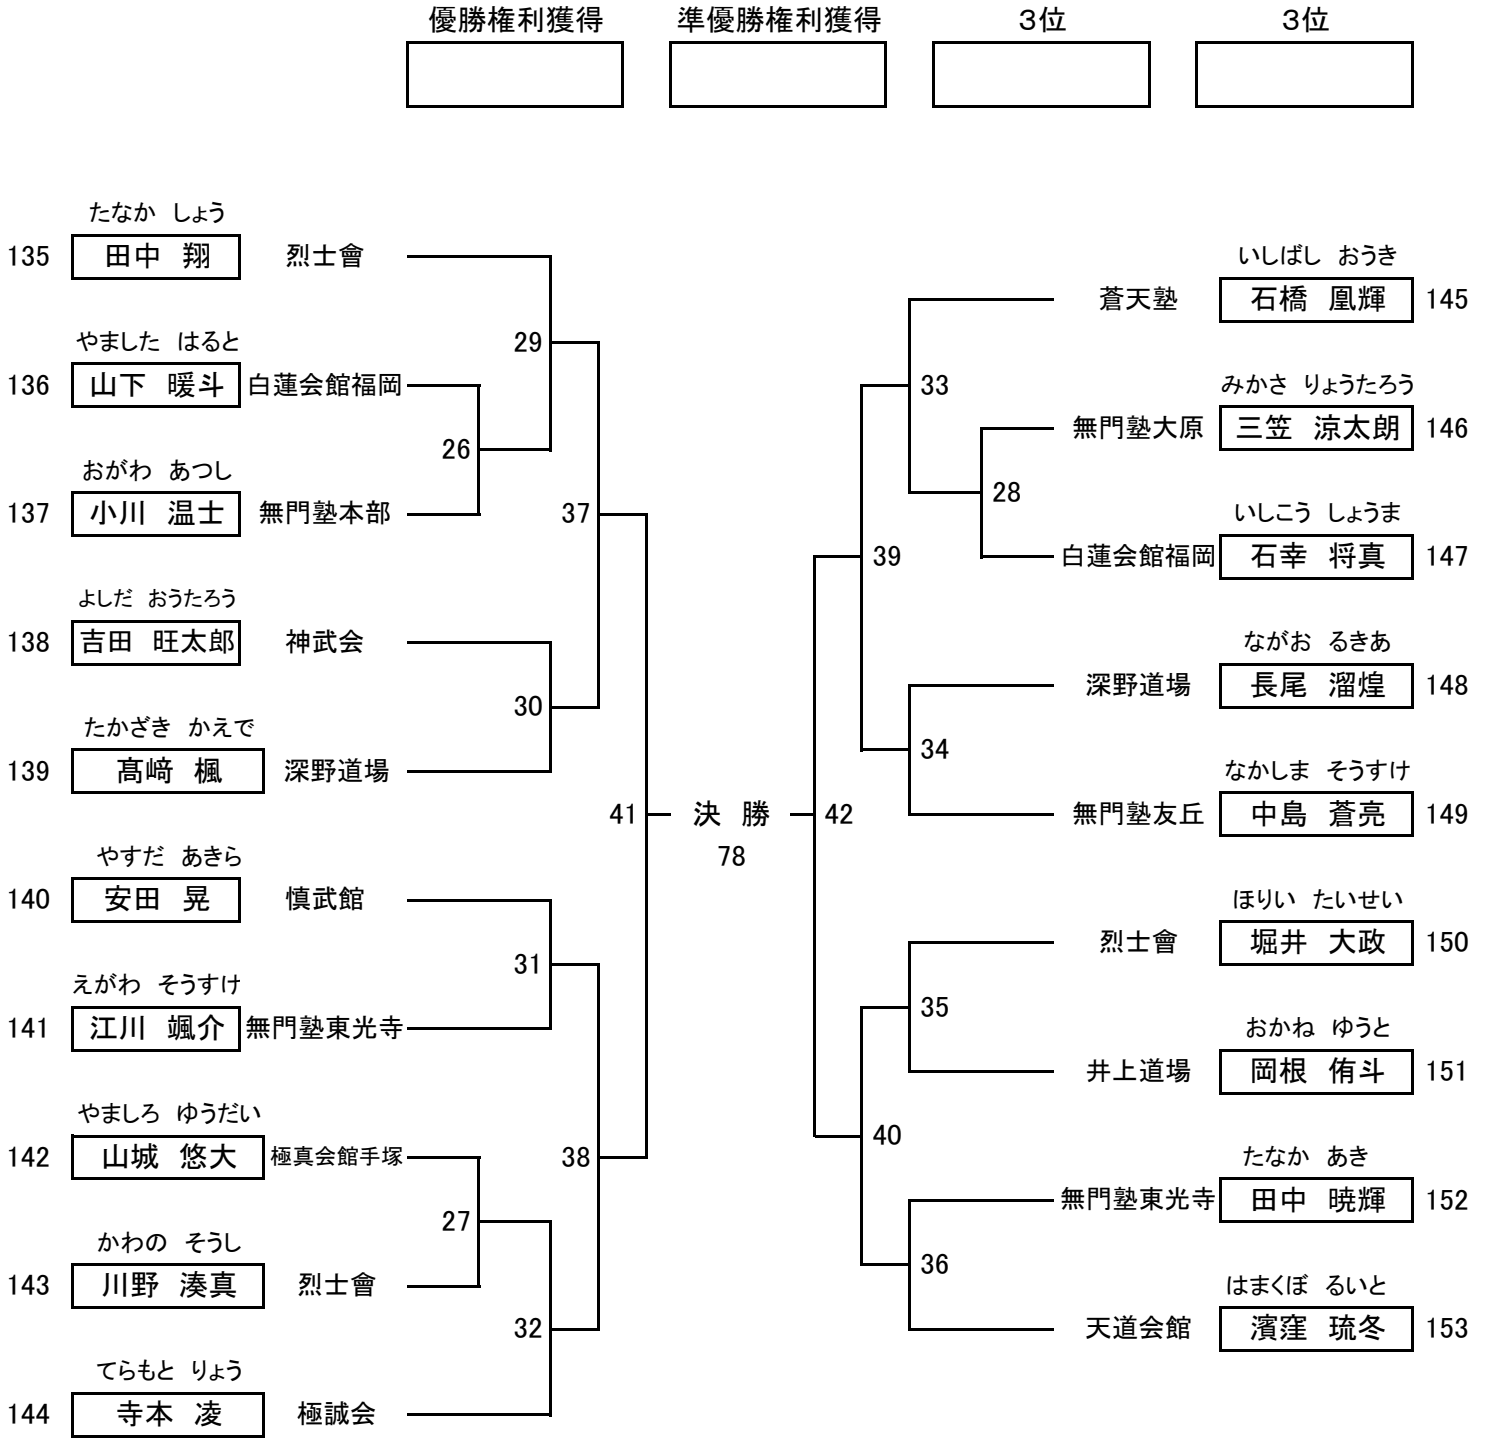 優勝権利獲得 準優勝権利獲得 3位 3位
たなか しょう
135 田中 翔 烈士會
やました はると
136 山下 暖斗 白蓮会館福岡
おがわ あつし
137 小川 温士 無門塾本部
よしだ おうたろう
138 吉田 旺太郎 神武会
たかざき かえで
139 髙﨑 楓 深野道場
やすだ あきら
140 安田 晃 慎武館
えがわ そうすけ
141 江川 颯介 無門塾東光寺
やましろ ゆうだい
142 山城 悠大 極真会館手塚
かわの そうし
143 川野 湊真 烈士會
てらもと りょう
144 寺本 凌 極誠会
29
26
37
30
41
31
38
27
32
決 勝
78
42
33
28
39
34
35
40
36
いしばし おうき
蒼天塾 石橋 凰輝 145
みかさ りょうたろう
無門塾大原 三笠 涼太朗 146
いしこう しょうま
白蓮会館福岡 石幸 将真 147
ながお るきあ
深野道場 長尾 溜煌 148
なかしま そうすけ
無門塾友丘 中島 蒼亮 149
ほりい たいせい
烈士會 堀井 大政 150
おかね ゆうと
井上道場 岡根 侑斗 151
たなか あき
無門塾東光寺 田中 暁輝 152
はまくぼ るいと
天道会館 濱窪 琉冬 153